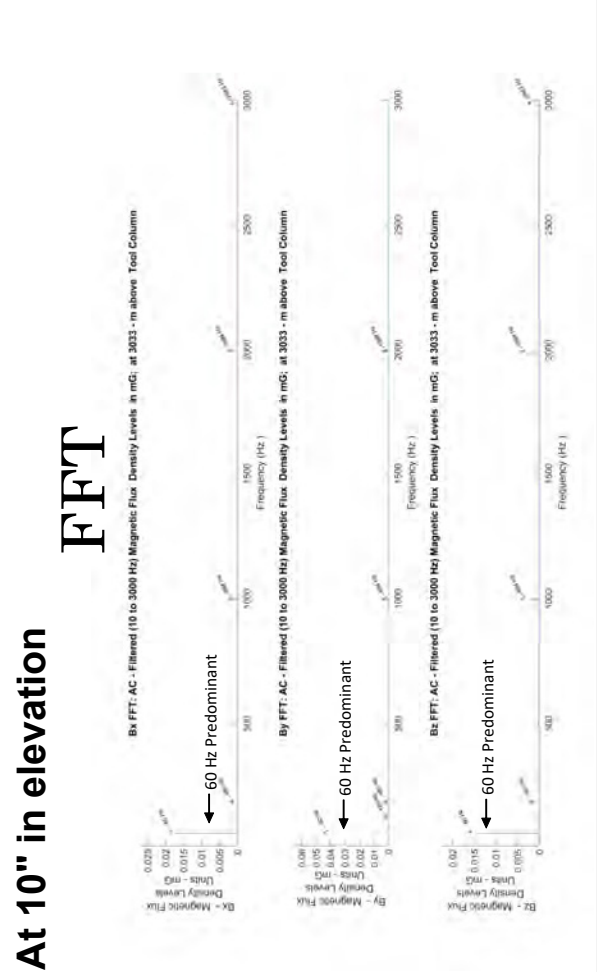 At 10" in elevation
FFT
Bx FFT: AC - Filtered (10 to 3000 Hz) Magnetic Flux Density Levels in mG; at 3033 - m above Tool Column
Bx - Magnetic Flux
Density Levels
Units - mG
0.025
0.02
0.015
0.01
0.005
0
60 Hz Predominant
500
1000
1500
2000
2500
3000
Frequency (Hz )
By FFT: AC - Filtered (10 to 3000 Hz) Magnetic Flux Density Levels in mG; at 3033 - m above Tool Column
By - Magnetic Flux
Density Levels
Units - mG
0.06
0.05
0.04
0.03
0.02
0.01
0
60 Hz Predominant
500
1000
1500
2000
2500
3000
Frequency (Hz )
Bz FFT: AC - Filtered (10 to 3000 Hz) Magnetic Flux Density Levels in mG; at 3033 - m above Tool Column
Bz - Magnetic Flux
Density Levels
Units - mG
0.02
0.015
0.01
0.005
0
60 Hz Predominant
500
1000
1500
2000
2500
3000
Frequency (Hz )